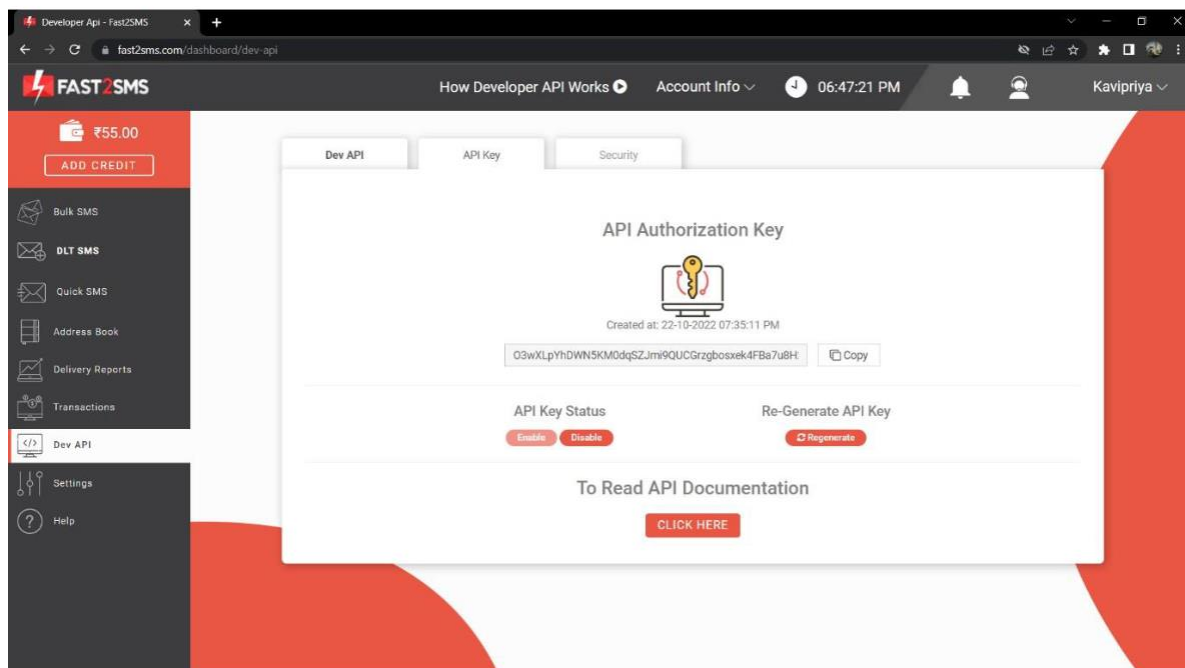 Developer Api - Fast2SMS
fast2sms.com/dashboard/dev-api
FAST2SMS
How Developer API Works
Account Info
06:47:21 PM
Kavipriya
₹55.00
ADD CREDIT
Bulk SMS
DLT SMS
Quick SMS
Address Book
Delivery Reports
Transactions
Dev API
Settings
Help
Dev API
API Key
Security
API Authorization Key
Created at: 22-10-2022 07:35:11 PM
Copy
API Key Status
Enable
Disable
Re-Generate API Key
Regenerate
To Read API Documentation
CLICK HERE